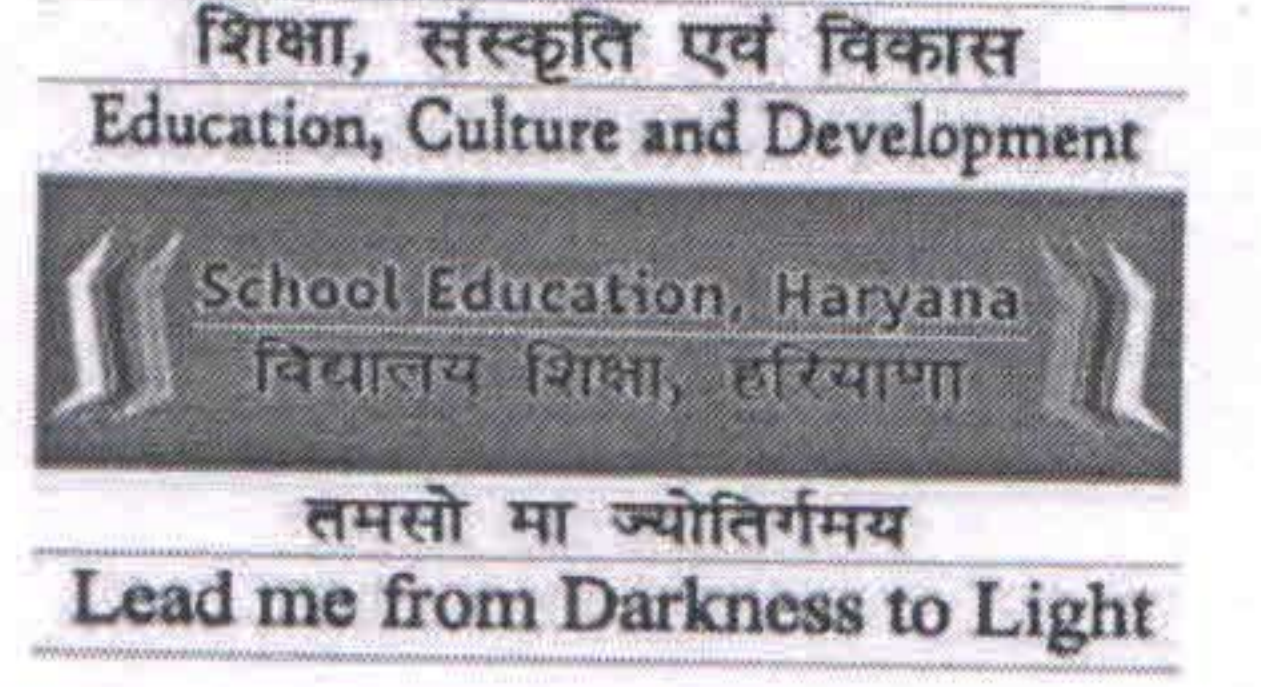 शिक्षा, संस्कृति एवं विकास
Education, Culture and Development
School Education, Haryana
विद्यालय शिक्षा, हरियाणा
तमसो मा ज्योतिर्गमय
Lead me from Darkness to Light